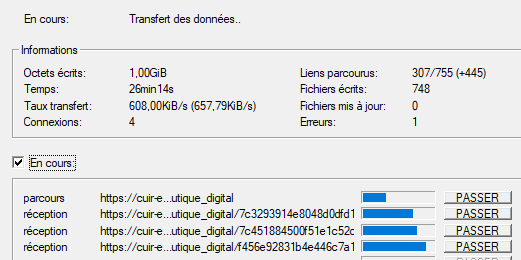 En cours: Transfert des données..
Informations
Octets écrits: 1,00GiB Liens parcourus: 307/755 (+445)
Temps: 26min14s Fichiers écrits: 748
Taux transfert: 608,00KiB/s (657,79KiB/s) Fichiers mis à jour: 0
Connexions: 4 Erreurs: 1
En cours:
parcours https://cuir-e...utique_digital PASSER
réception https://cuir-e...utique_digital/7c3293914e8048d0dfd1 PASSER
réception https://cuir-e...utique_digital/7c451884500f51e1c52c PASSER
réception https://cuir-e...utique_digital/f456e92831b4e446c7a1 PASSER